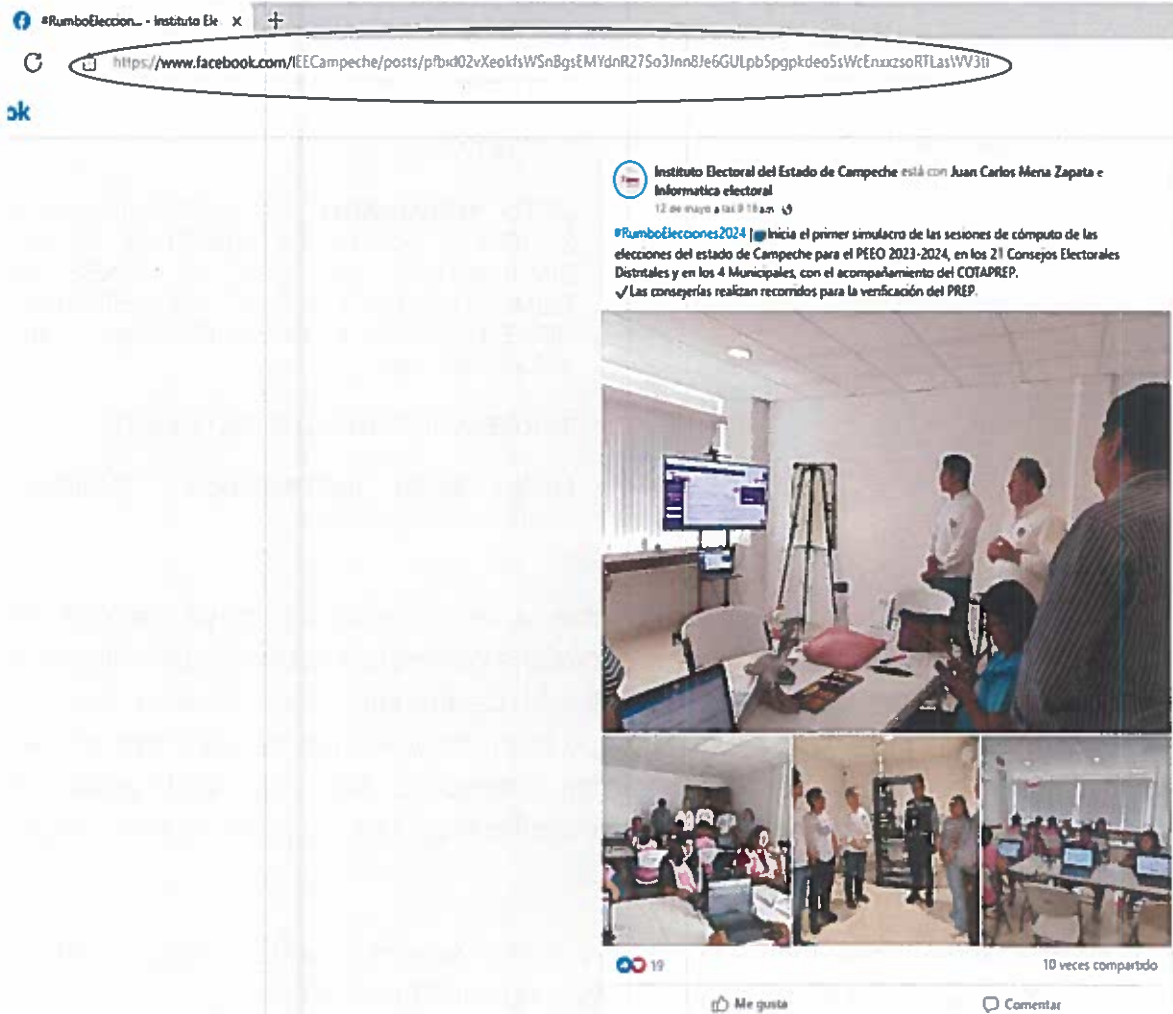 #RumboEleccion... - Instituto Ele X +
https://www.facebook.com/IEECampeche/posts/pfbid02vXeokfsWSnBgsEMYdnR27So3Jnn8Je6GULpb5pgpkdeo5sWcEnxxzsoRTLasWV3ti
ok
Instituto Electoral del Estado de Campeche está con Juan Carlos Mena Zapata e
Informatica electoral
12 de mayo a las 9:18 a.m.
#RumboElecciones2024 | Inicia el primer simulacro de las sesiones de cómputo de las
elecciones del estado de Campeche para el PEEO 2023-2024, en los 21 Consejos Electorales
Distritales y en los 4 Municipales, con el acompañamiento del COTAPREP.
✓Las consejerías realizan recorridos para la verificación del PREP.
19
10 veces compartido
Me gusta
Comentar